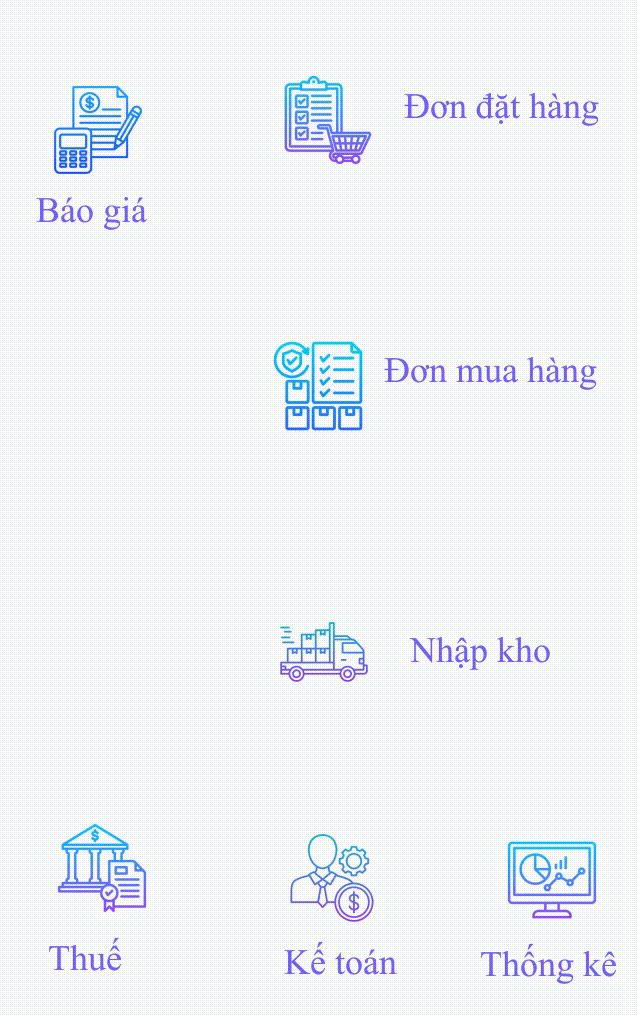 Đơn đặt hàng
Báo giá
Đơn mua hàng
Nhập kho
Thuế
Kế toán
Thống kê